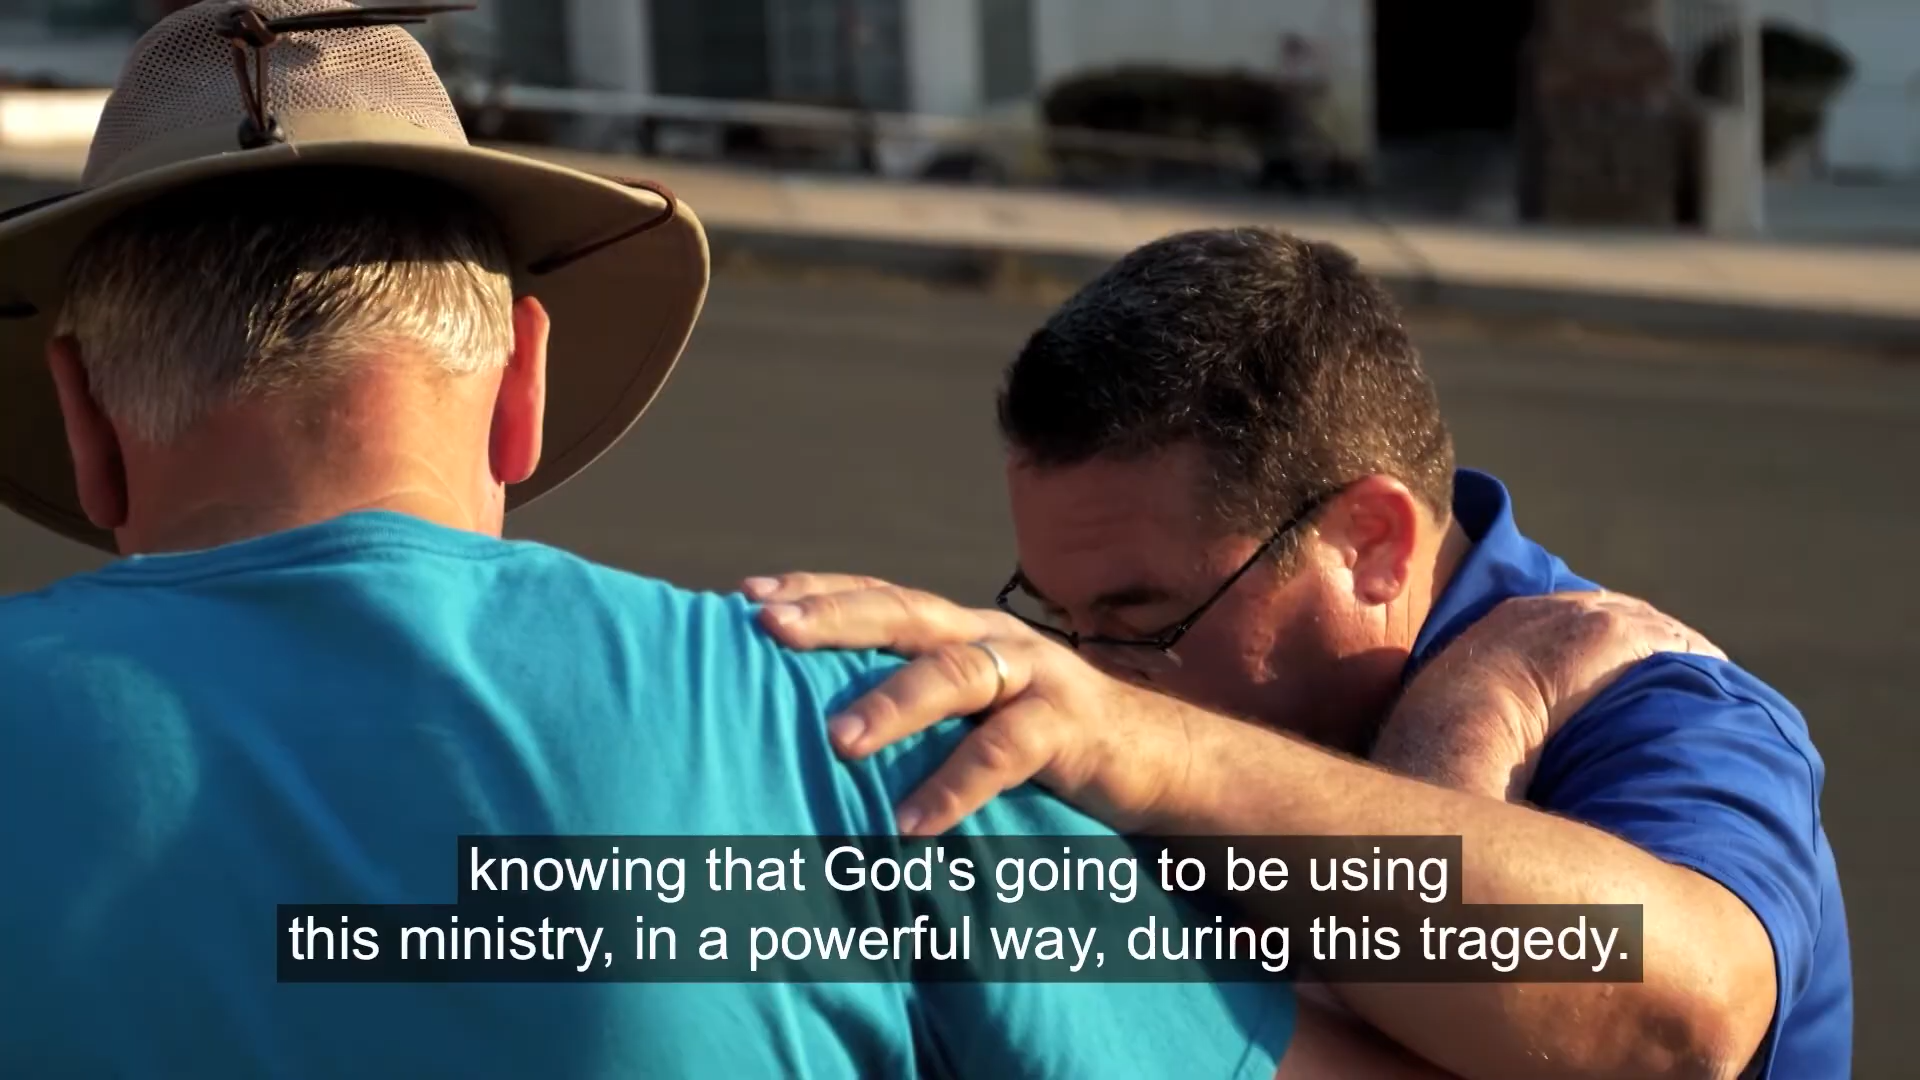 knowing that God's going to be using
this ministry, in a powerful way, during this tragedy.